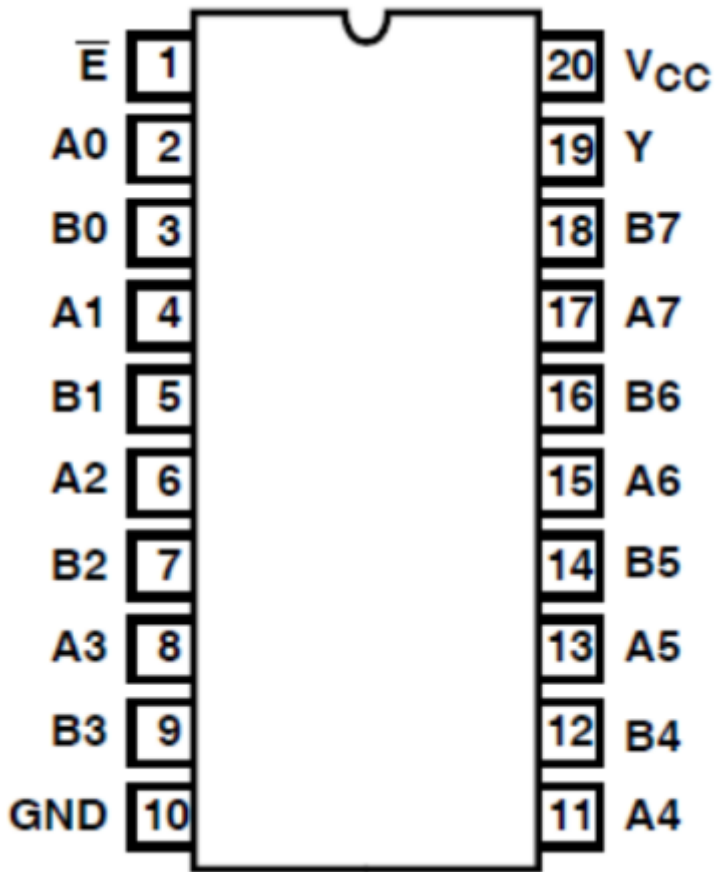 E̅ 1 20 VCC
A0 2 19 Y
B0 3 18 B7
A1 4 17 A7
B1 5 16 B6
A2 6 15 A6
B2 7 14 B5
A3 8 13 A5
B3 9 12 B4
GND 10 11 A4